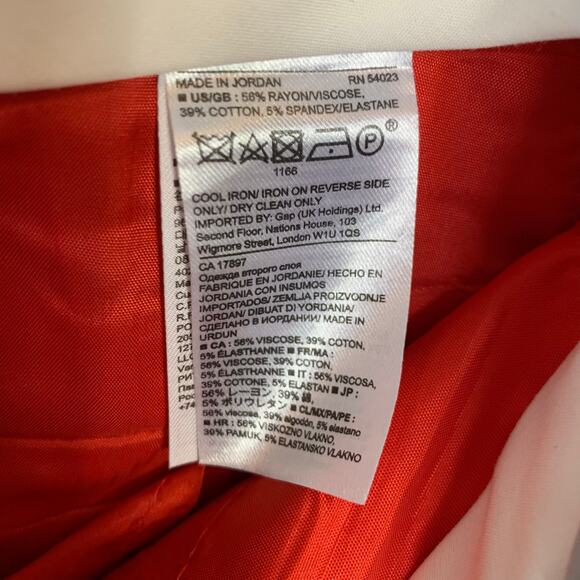 MADE IN JORDAN RN 54023
■ US/GB : 56% RAYON/VISCOSE,
39% COTTON, 5% SPANDEX/ELASTANE
P ®
1166
COOL IRON/ IRON ON REVERSE SIDE
ONLY/ DRY CLEAN ONLY
IMPORTED BY: Gap (UK Holdings) Ltd.
Second Floor, Nations House, 103
Wigmore Street, London W1U 1QS
CA 17897
Одежда второго слоя
FABRIQUE EN JORDANIE/ HECHO EN
JORDANIA CON INSUMOS
IMPORTADOS/ ZEMLJA PROIZVODNJE
JORDAN/ DIBUAT DI YORDANIA/
СДЕЛАНО В ИОРДАНИИ/ MADE IN
URDUN
■ CA : 56% VISCOSE, 39% COTON,
5% ÉLASTHANNE ■ FR/MA :
56% VISCOSE, 39% COTON,
5% ÉLASTHANNE ■ IT : 56% VISCOSA,
39% COTONE, 5% ELASTAN ■ JP :
56% レーヨン, 39% 綿,
5% ポリウレタン ■ CL/MX/PA/PE :
56% viscosa, 39% algodón, 5% elastano
■ HR : 56% VISKOZNO VLAKNO,
39% PAMUK, 5% ELASTANSKO VLAKNO